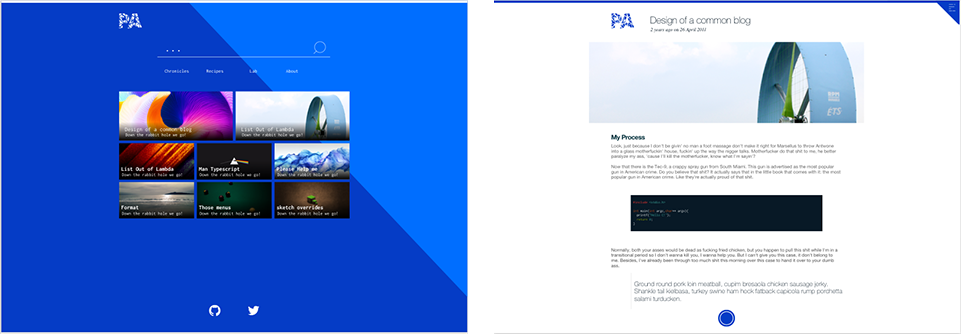 PA
...
Chronicles Recipes Lab About
Design of a common blog
Down the rabbit hole we go!
List Out of Lambda
Down the rabbit hole we go!
List Out of Lambda
Down the rabbit hole we go!
Man Typescript
Down the rabbit hole we go!
Please Help me
Down the rabbit hole we go!
Format
Down the rabbit hole we go!
Those menus
Down the rabbit hole we go!
sketch overrides
Down the rabbit hole we go!
PA
Design of a common blog
2 years ago on 26 April 2015
ETS
My Process
Look, just because I don't be givin' no man a foot massage don't make it right for Marsellus to throw Antwone
into a glass motherfuckin' house, fuckin' up the way the nigger talks. Motherfucker do that shit to me, he better
paralyze my ass, 'cause I'll kill the motherfucker, know what I'm sayin'?
Now that there is the Tec-9, a crappy spray gun from South Miami. This gun is advertised as the most popular
gun in American crime. Do you believe that shit? It actually says that in the little book that comes with it: the most
popular gun in American crime. Like they're actually proud of that shit.
Normally, both your asses would be dead as fucking fried chicken, but you happen to pull this shit while I'm in a
transitional period so I don't wanna kill you, I wanna help you. But I can't give you this case, it don't belong to
me. Besides, I've already been through too much shit this morning over this case to hand it over to your dumb
ass.
Ground round pork loin meatball, cupim bresaola chicken sausage jerky.
Shankle tail kielbasa, turkey swine ham hock fatback capicola rump porchetta
salami turducken.